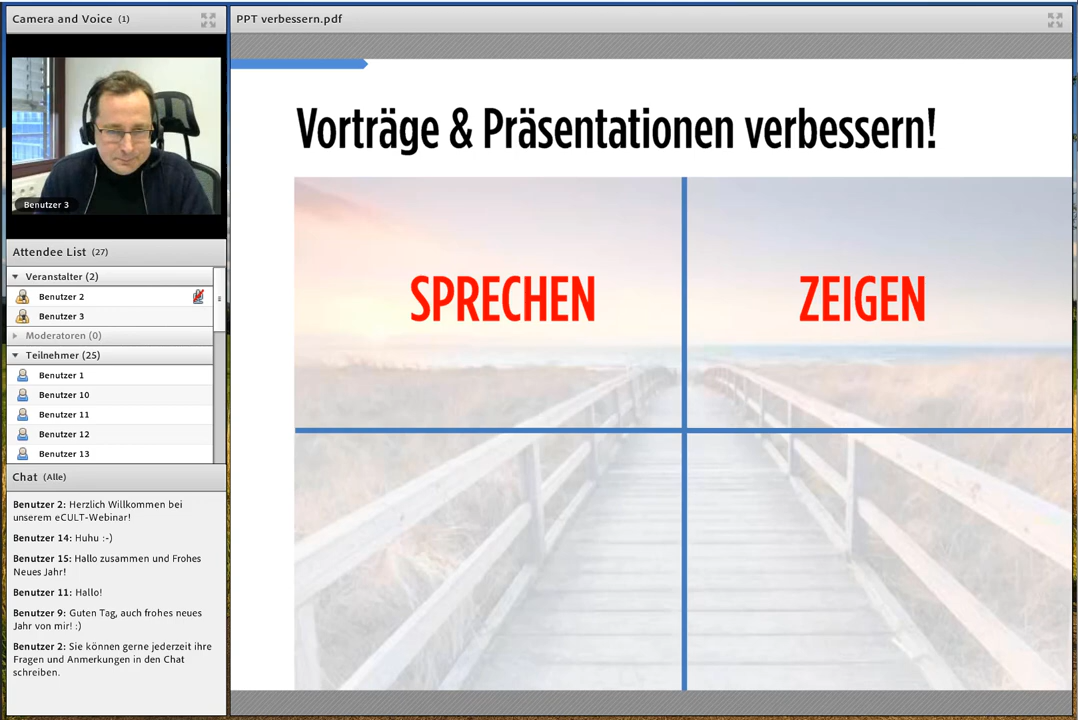 Camera and Voice (1)
Benutzer 3
Attendee List (27)
Veranstalter (2)
Benutzer 2
Benutzer 3
Moderatoren (0)
Teilnehmer (25)
Benutzer 1
Benutzer 10
Benutzer 11
Benutzer 12
Benutzer 13
Chat (Alle)
Benutzer 2: Herzlich Willkommen bei
unserem eCULT-Webinar!
Benutzer 14: Huhu :-)
Benutzer 15: Hallo zusammen und Frohes
Neues Jahr!
Benutzer 11: Hallo!
Benutzer 9: Guten Tag, auch frohes neues
Jahr von mir! :)
Benutzer 2: Sie können gerne jederzeit ihre
Fragen und Anmerkungen in den Chat
schreiben.
PPT verbessern.pdf
Vorträge & Präsentationen verbessern!
SPRECHEN
ZEIGEN